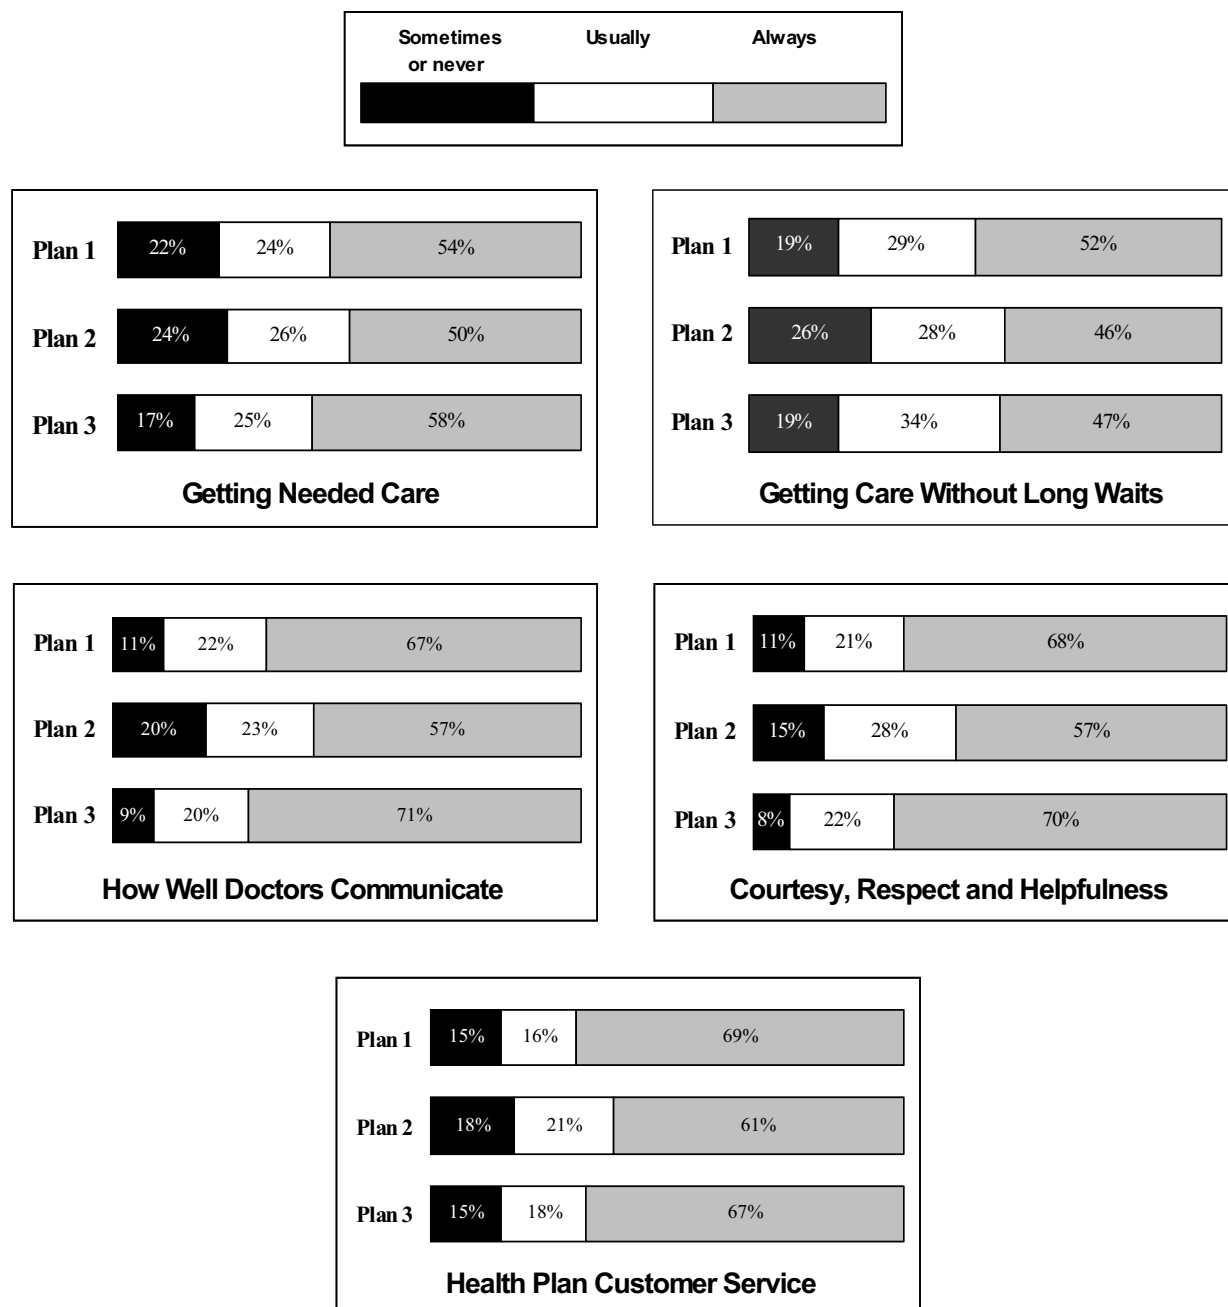 Sometimes Usually Always
or never
Plan 1 22% 24% 54%
Plan 2 24% 26% 50%
Plan 3 17% 25% 58%
Getting Needed Care
Plan 1 19% 29% 52%
Plan 2 26% 28% 46%
Plan 3 19% 34% 47%
Getting Care Without Long Waits
Plan 1 11% 22% 67%
Plan 2 20% 23% 57%
Plan 3 9% 20% 71%
How Well Doctors Communicate
Plan 1 11% 21% 68%
Plan 2 15% 28% 57%
Plan 3 8% 22% 70%
Courtesy, Respect and Helpfulness
Plan 1 15% 16% 69%
Plan 2 18% 21% 61%
Plan 3 15% 18% 67%
Health Plan Customer Service